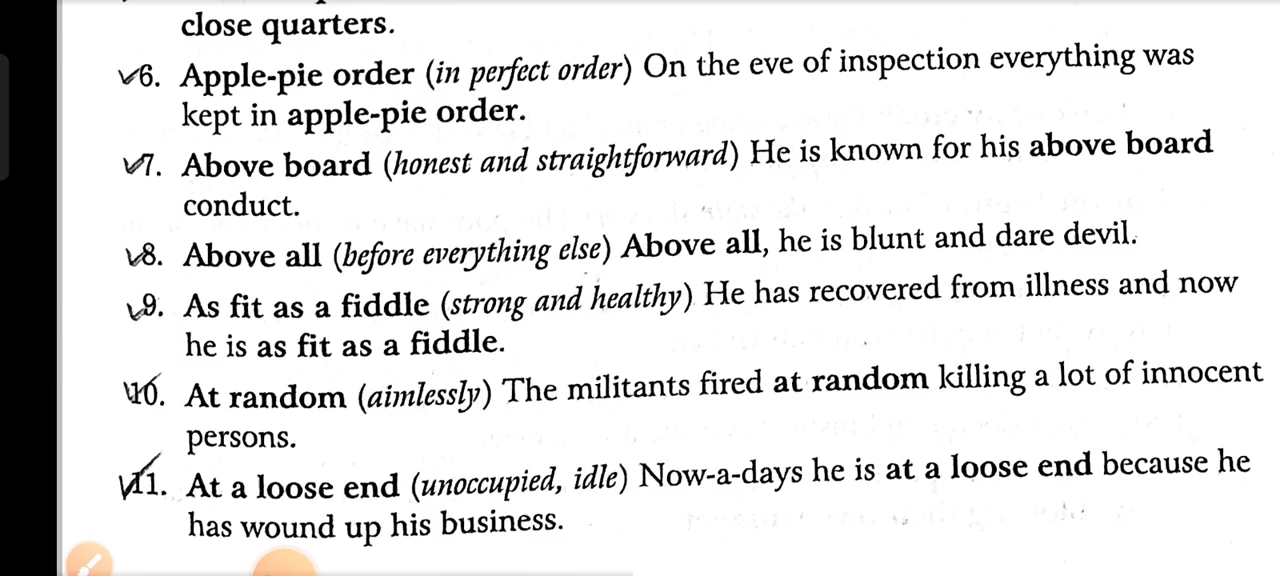 close quarters.
6. Apple-pie order (in perfect order) On the eve of inspection everything was
kept in apple-pie order.
7. Above board (honest and straightforward) He is known for his above board
conduct.
8. Above all (before everything else) Above all, he is blunt and dare devil.
9. As fit as a fiddle (strong and healthy) He has recovered from illness and now
he is as fit as a fiddle.
10. At random (aimlessly) The militants fired at random killing a lot of innocent
persons.
11. At a loose end (unoccupied, idle) Now-a-days he is at a loose end because he
has wound up his business.